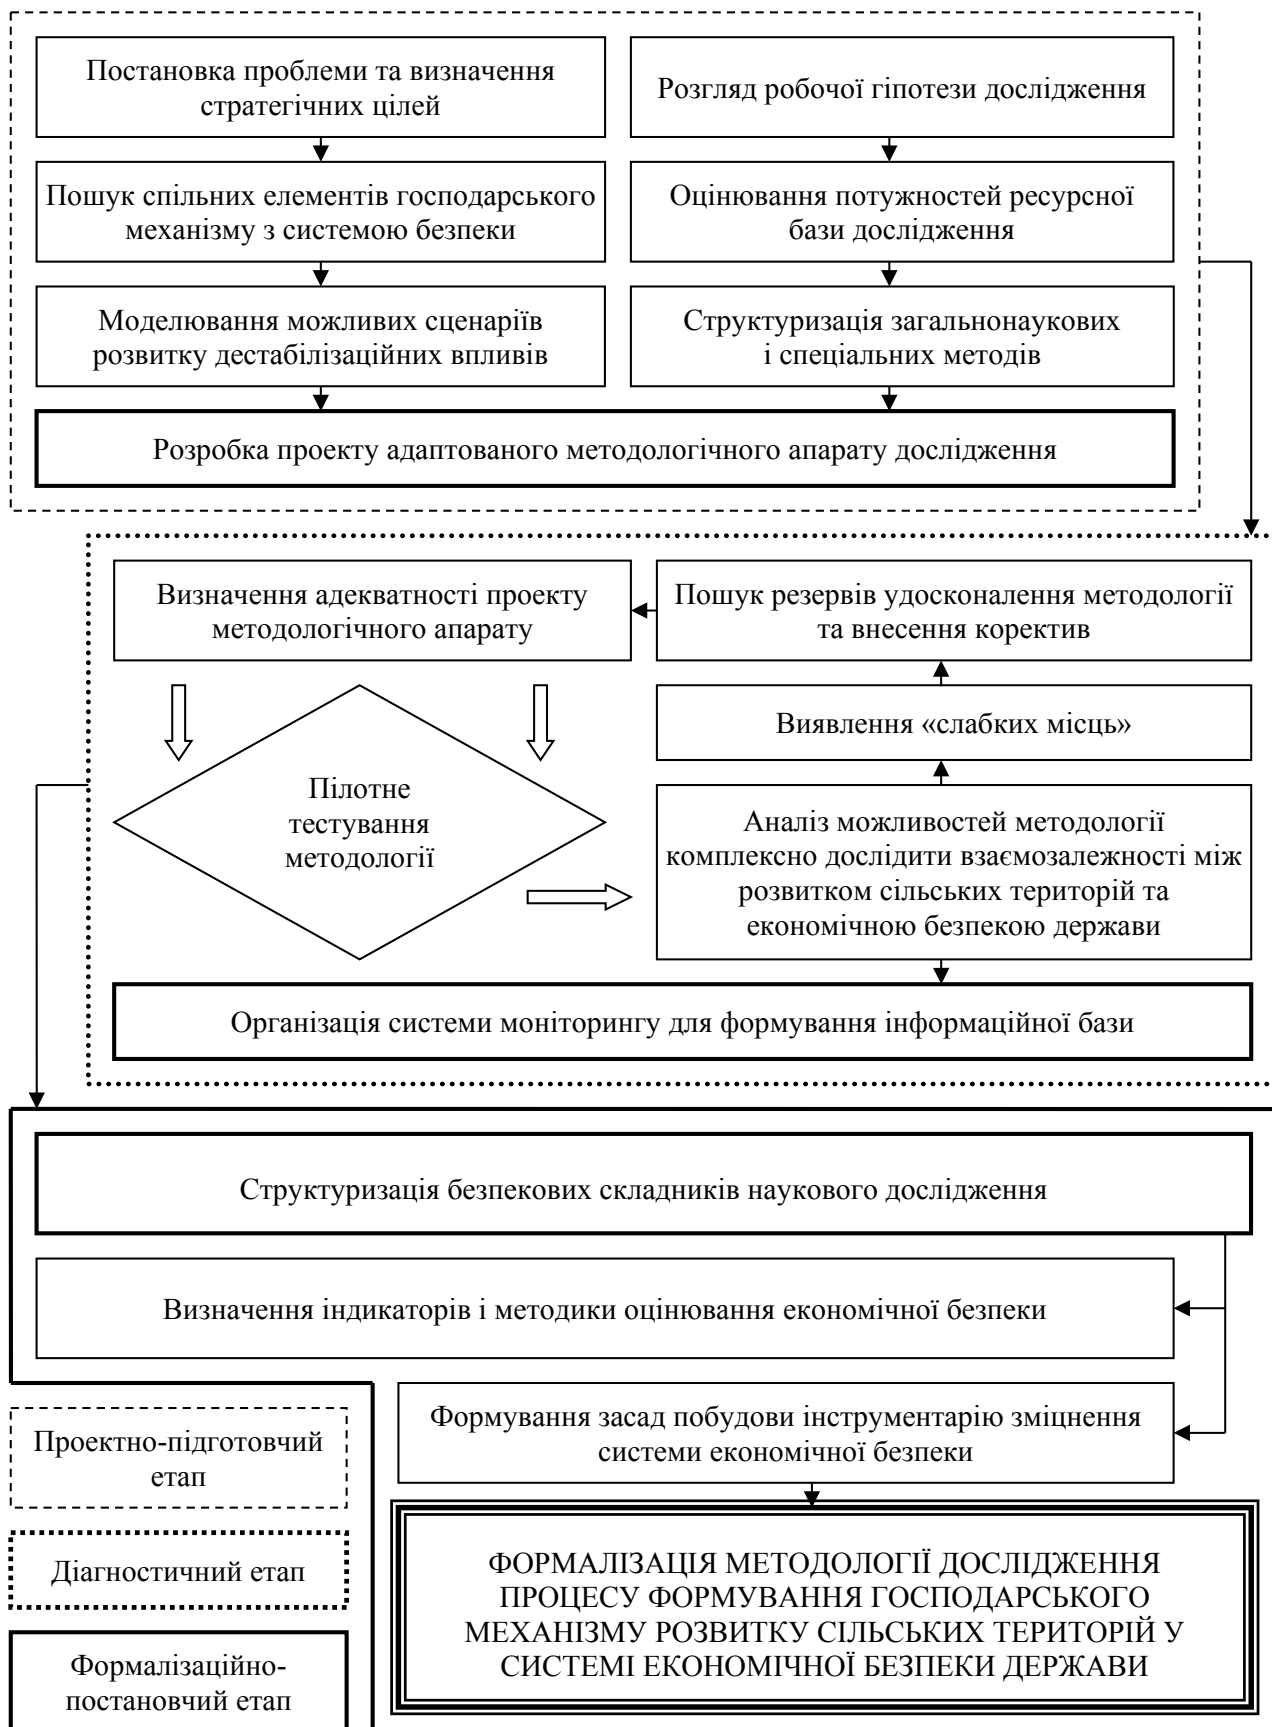 Постановка проблеми та визначення
стратегічних цілей
Розгляд робочої гіпотези дослідження
Пошук спільних елементів господарського
механізму з системою безпеки
Оцінювання потужностей ресурсної
бази дослідження
Моделювання можливих сценаріїв
розвитку дестабілізаційних впливів
Структуризація загальнонаукових
і спеціальних методів
Розробка проекту адаптованого методологічного апарату дослідження
Визначення адекватності проекту
методологічного апарату
Пошук резервів удосконалення методології
та внесення коректив
Виявлення «слабких місць»
Пілотне
тестування
методології
Аналіз можливостей методології
комплексно дослідити взаємозалежності між
розвитком сільських територій та
економічною безпекою держави
Організація системи моніторингу для формування інформаційної бази
Структуризація безпекових складників наукового дослідження
Визначення індикаторів і методики оцінювання економічної безпеки
Формування засад побудови інструментарію зміцнення
системи економічної безпеки
Проектно-підготовчий
етап
Діагностичний етап
Формалізаційно-
постановчий етап
ФОРМАЛІЗАЦІЯ МЕТОДОЛОГІЇ ДОСЛІДЖЕННЯ
ПРОЦЕСУ ФОРМУВАННЯ ГОСПОДАРСЬКОГО
МЕХАНІЗМУ РОЗВИТКУ СІЛЬСЬКИХ ТЕРИТОРІЙ У
СИСТЕМІ ЕКОНОМІЧНОЇ БЕЗПЕКИ ДЕРЖАВИ